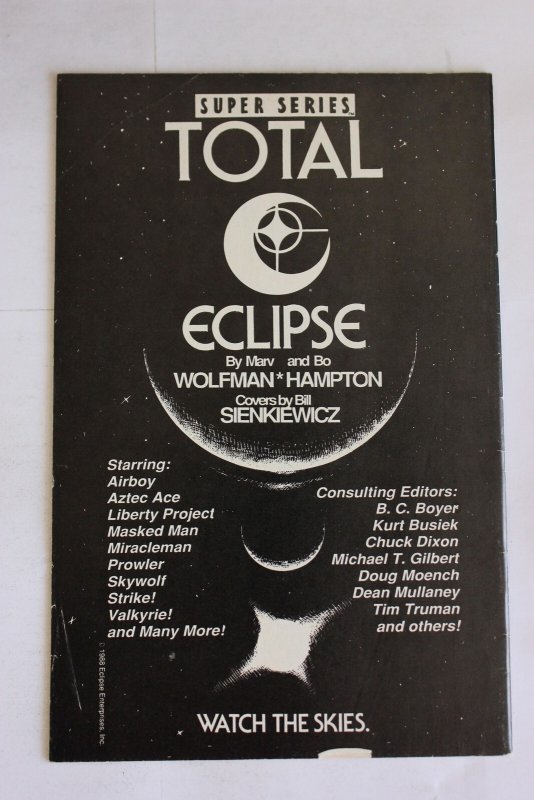 SUPER SERIES™
TOTAL
ECLIPSE™
By Marv and Bo
WOLFMAN * HAMPTON
Covers by Bill
SIENKIEWICZ
Starring:
Airboy
Aztec Ace
Liberty Project
Masked Man
Miracleman
Prowler
Skywolf
Strike!
Valkyrie!
and Many More!
Consulting Editors:
B. C. Boyer
Kurt Busiek
Chuck Dixon
Michael T. Gilbert
Doug Moench
Dean Mullaney
Tim Truman
and others!
© 1988 Eclipse Enterprises, Inc.
WATCH THE SKIES.